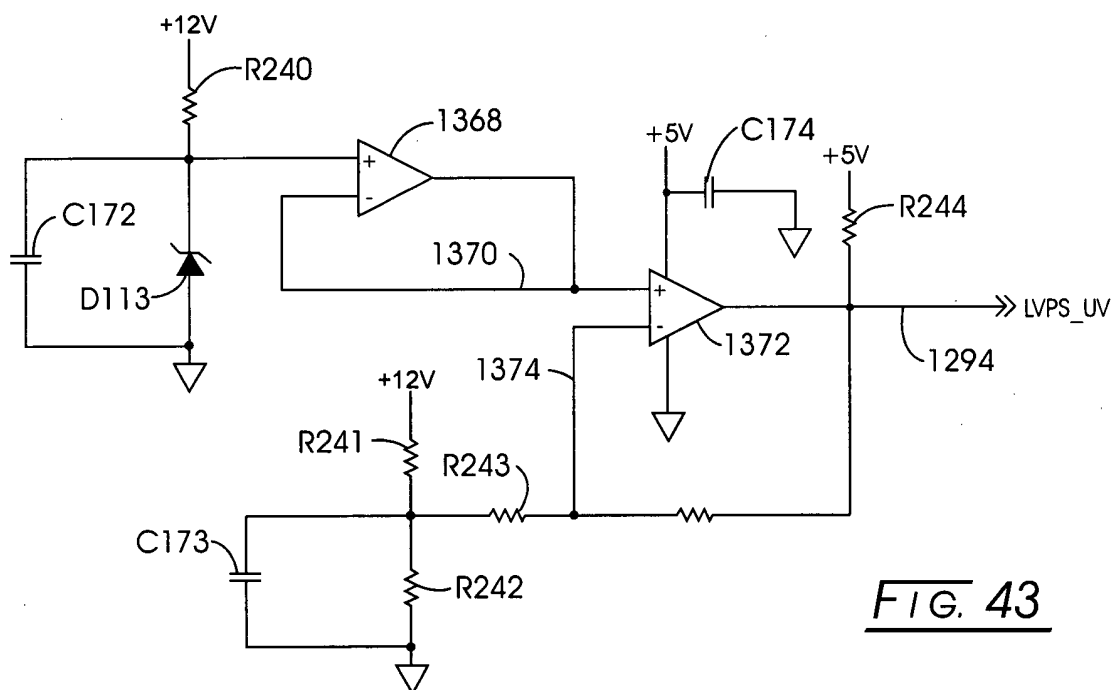 +12V
R240
1368
+
-
C172
D113
1370
+5V
C174
+5V
R244
+
-
1372
LVPS_UV
1294
1374
+12V
R241
R243
C173
R242
FIG. 43